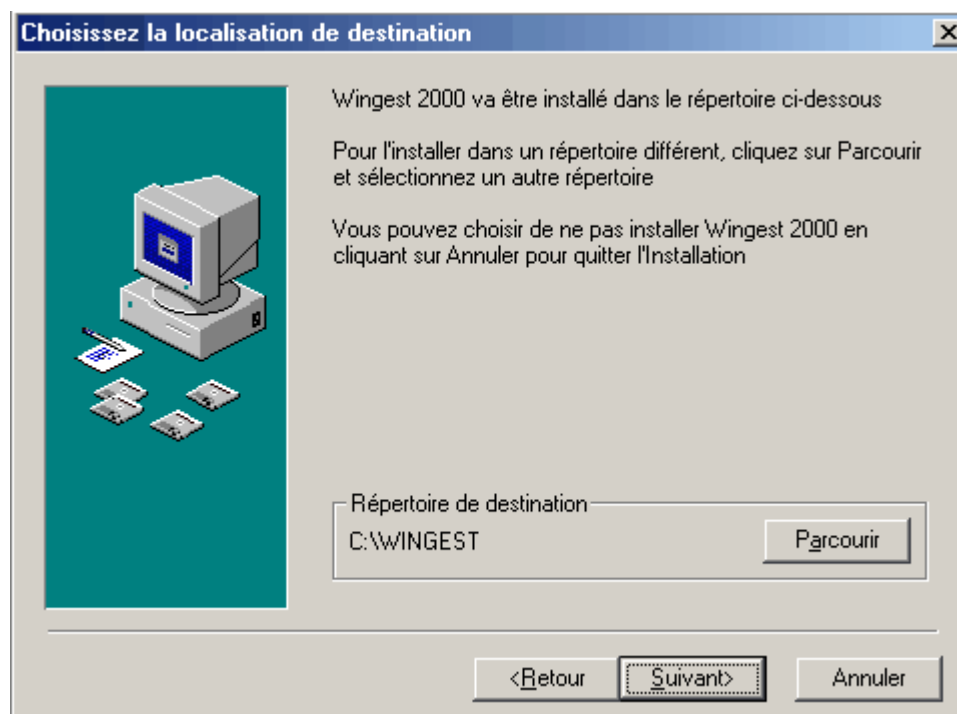 Choisissez la localisation de destination
Wingest 2000 va être installé dans le répertoire ci-dessous
Pour l'installer dans un répertoire différent, cliquez sur Parcourir
et sélectionnez un autre répertoire
Vous pouvez choisir de ne pas installer Wingest 2000 en
cliquant sur Annuler pour quitter l'Installation
Répertoire de destination
C:\WINGEST
Parcourir
<Retour
Suivant>
Annuler